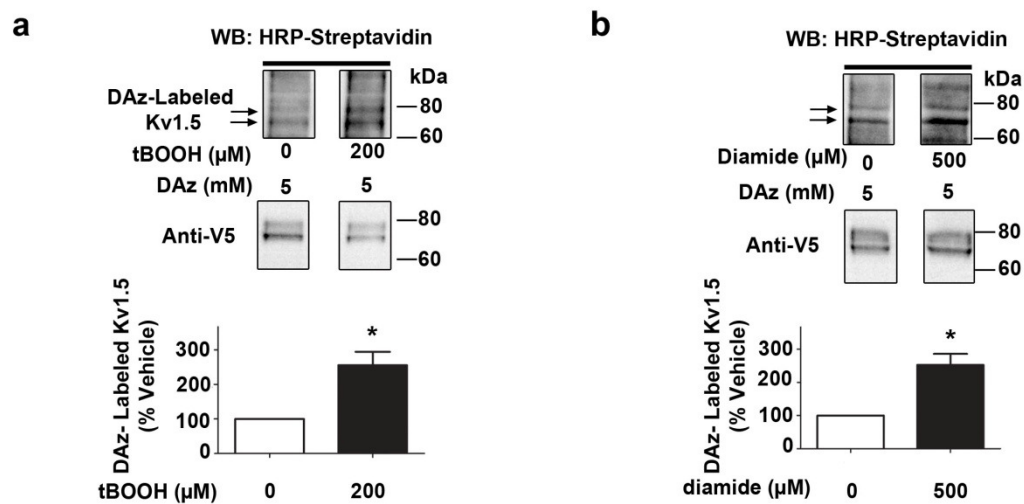 a
WB: HRP-Streptavidin
kDa
DAz-Labeled
Kv1.5
80
60
tBOOH (µM) 0 200
DAz (mM) 5 5
Anti-V5
80
60
DAz- Labeled Kv1.5
(% Vehicle)
300
200
100
0
*
tBOOH (µM) 0 200
b
WB: HRP-Streptavidin
kDa
80
60
Diamide (µM) 0 500
DAz (mM) 5 5
Anti-V5
80
60
DAz- Labeled Kv1.5
(% Vehicle)
300
200
100
0
*
diamide (µM) 0 500